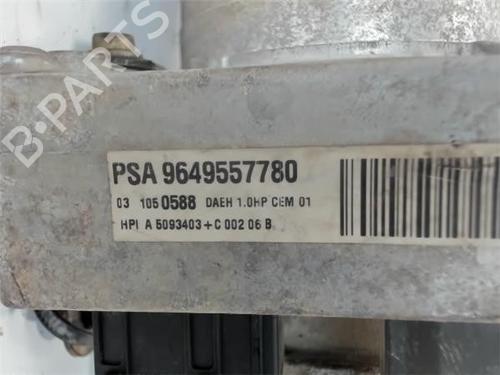 B-PARTS
PSA 9649557780
03 105 0588 DAEH 1.0HP CEM 01
HPI A 5093403+C 002 06 B